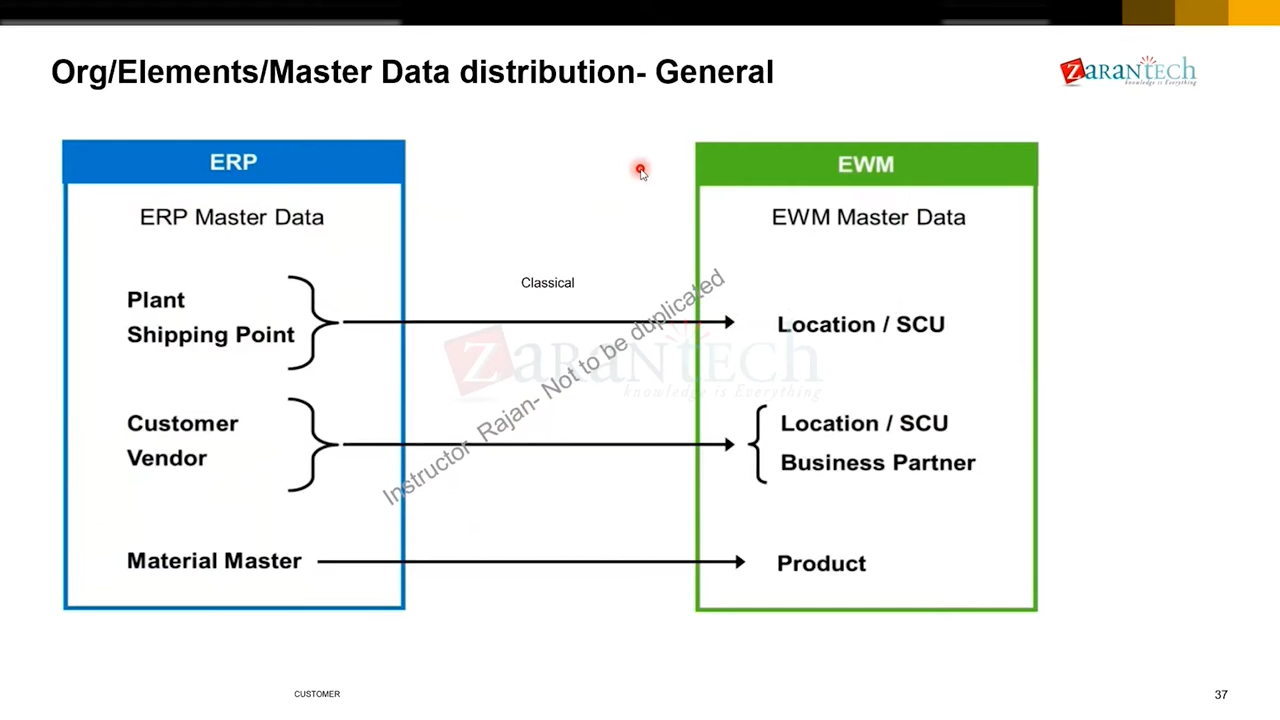 Org/Elements/Master Data distribution- General
ZARANTECH
knowledge is Everything
ERP
ERP Master Data
Plant
Shipping Point
Customer
Vendor
Material Master
Classical
Instructor Rajan- Not to be duplicated
ZARANTECH
knowledge is Everything
EWM
EWM Master Data
Location / SCU
Location / SCU
Business Partner
Product
CUSTOMER
37